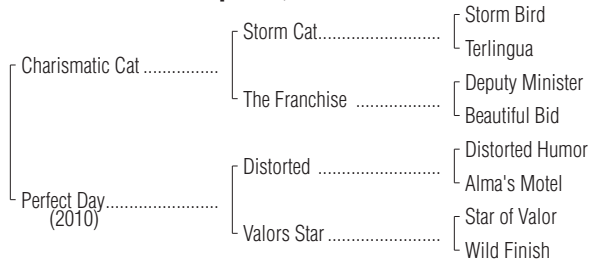 Storm Bird
Storm Cat......................
Terlingua
Charismatic Cat ...............
Deputy Minister
The Franchise .................
Beautiful Bid
Distorted Humor
Distorted .....................
Alma's Motel
Perfect Day....................
(2010)
Star of Valor
Valors Star ...................
Wild Finish